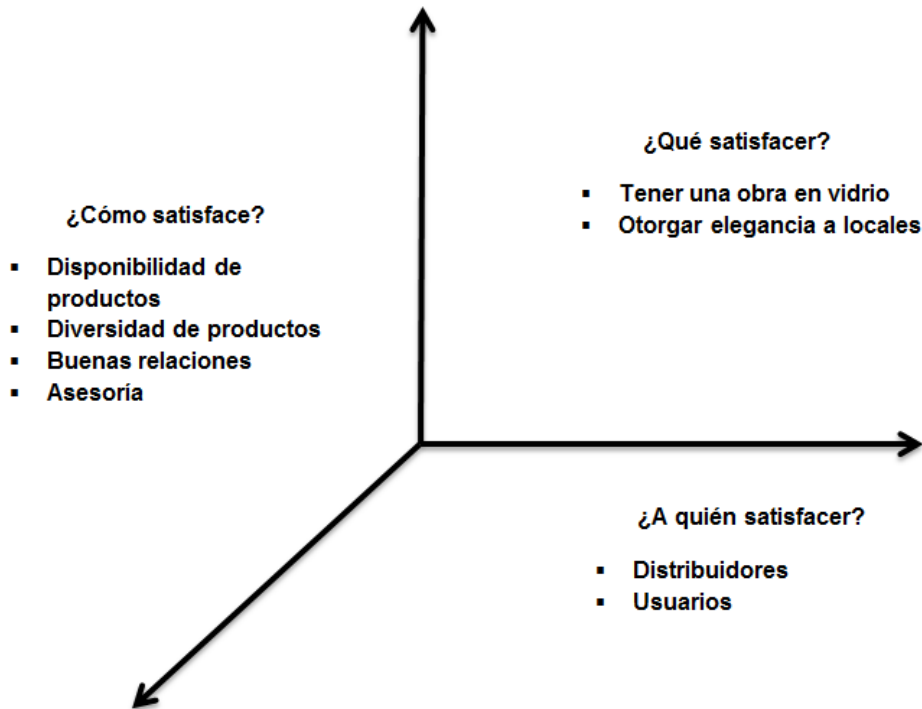 ¿Qué satisfacer?
▪ Tener una obra en vidrio
▪ Otorgar elegancia a locales
¿Cómo satisface?
▪ Disponibilidad de
productos
▪ Diversidad de productos
▪ Buenas relaciones
▪ Asesoría
¿A quién satisfacer?
▪ Distribuidores
▪ Usuarios